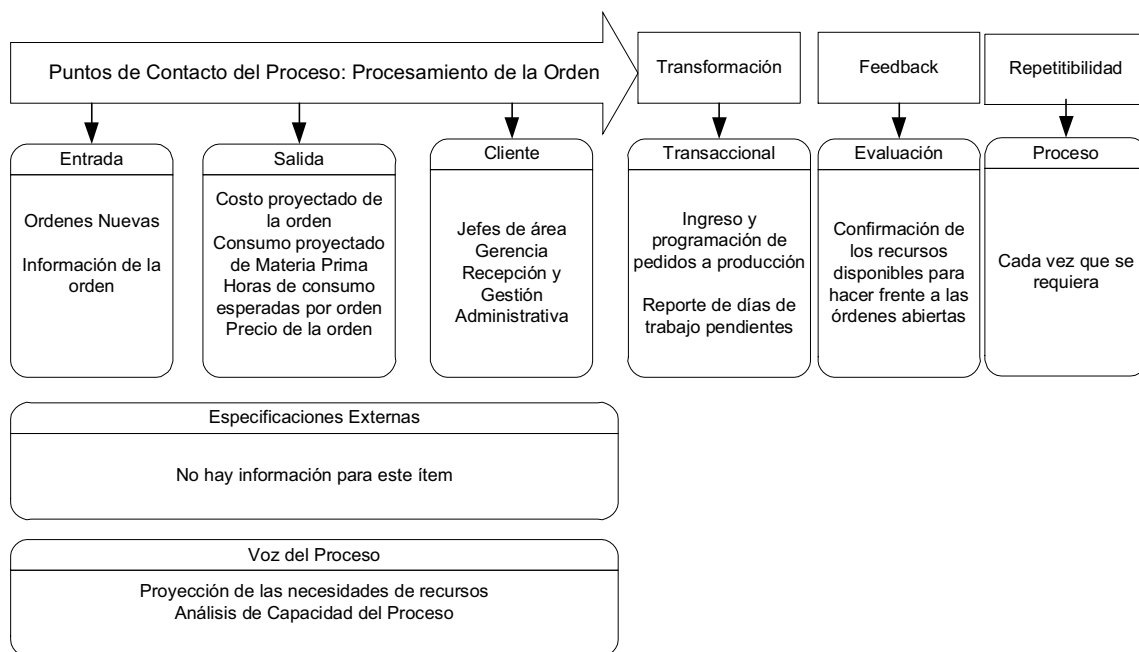 Puntos de Contacto del Proceso: Procesamiento de la Orden
Transformación
Feedback
Repetitibilidad
Entrada
Ordenes Nuevas
Información de la
orden
Salida
Costo proyectado de
la orden
Consumo proyectado
de Materia Prima
Horas de consumo
esperadas por orden
Precio de la orden
Cliente
Jefes de área
Gerencia
Recepción y
Gestión
Administrativa
Transaccional
Ingreso y
programación de
pedidos a producción
Reporte de días de
trabajo pendientes
Evaluación
Confirmación de
los recursos
disponibles para
hacer frente a las
órdenes abiertas
Proceso
Cada vez que se
requiera
Especificaciones Externas
No hay información para este ítem
Voz del Proceso
Proyección de las necesidades de recursos
Análisis de Capacidad del Proceso